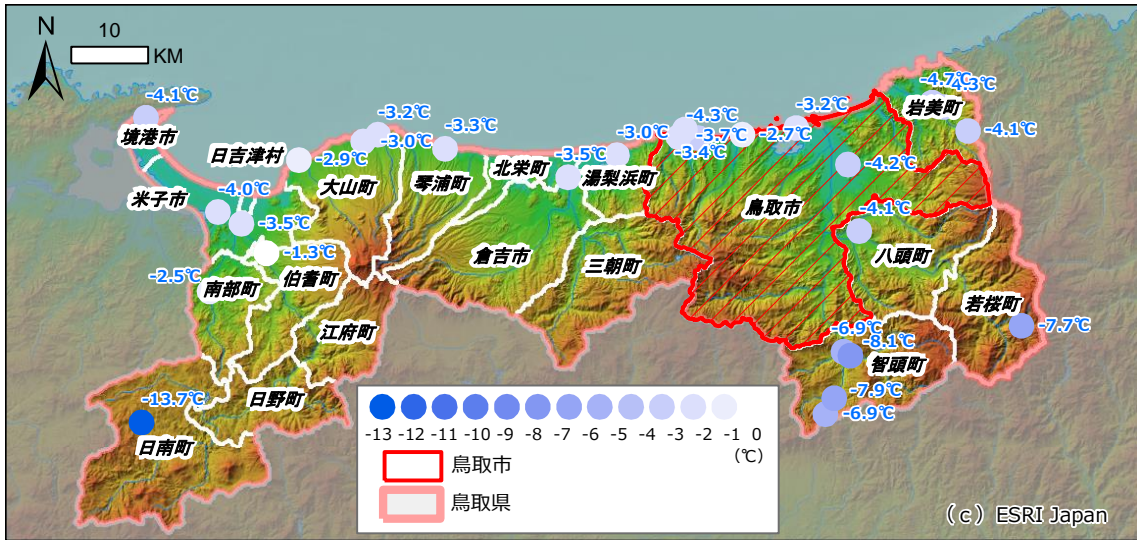 N
10
KM
-4.1℃
境港市
日吉津村
米子市
-4.0℃
-3.5℃
-1.3℃
-2.5℃
南部町
伯耆町
江府町
日野町
-13.7℃
日南町
-2.9℃
大山町
-3.2℃
-3.0℃
-3.3℃
琴浦町
北栄町
-3.5℃
湯梨浜町
倉吉市
三朝町
-3.0℃
-4.3℃
-3.7℃
-3.4℃
-2.7℃
-3.2℃
鳥取市
-4.7℃
-4.3℃
岩美町
-4.1℃
-4.2℃
-4.1℃
八頭町
若桜町
-7.7℃
-6.9℃
-8.1℃
智頭町
-7.9℃
-6.9℃
-13 -12 -11 -10 -9 -8 -7 -6 -5 -4 -3 -2 -1 0
(℃)
鳥取市
鳥取県
（c）ESRI Japan